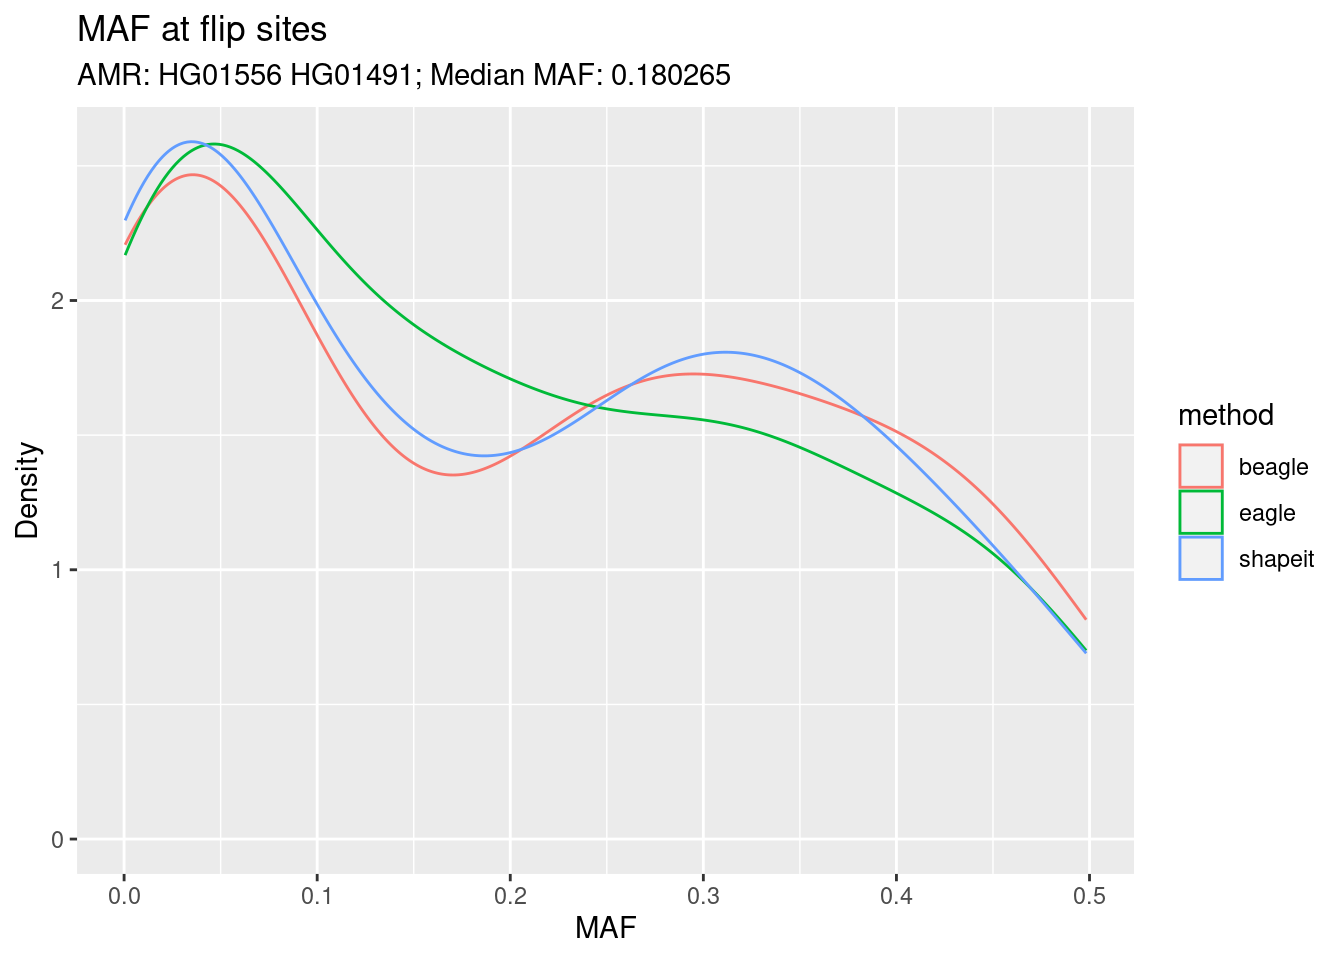 MAF at flip sites
AMR: HG01556 HG01491; Median MAF: 0.180265
Density
2
1
0
0.0 0.1 0.2 0.3 0.4 0.5
MAF
method
beagle
eagle
shapeit